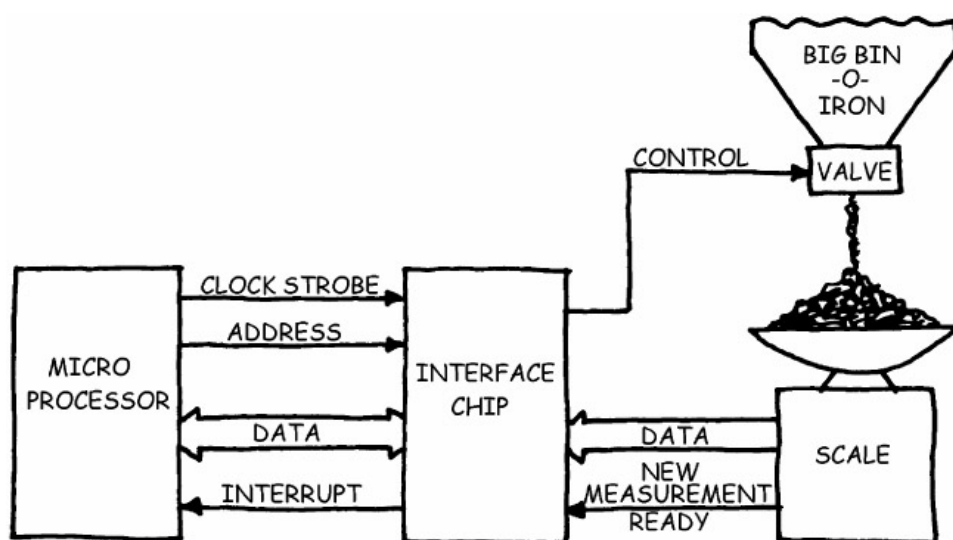 BIG BIN
-O-
IRON
VALVE
CONTROL
CLOCK STROBE
ADDRESS
MICRO
PROCESSOR
INTERFACE
CHIP
DATA
DATA
SCALE
INTERRUPT
NEW
MEASUREMENT
READY